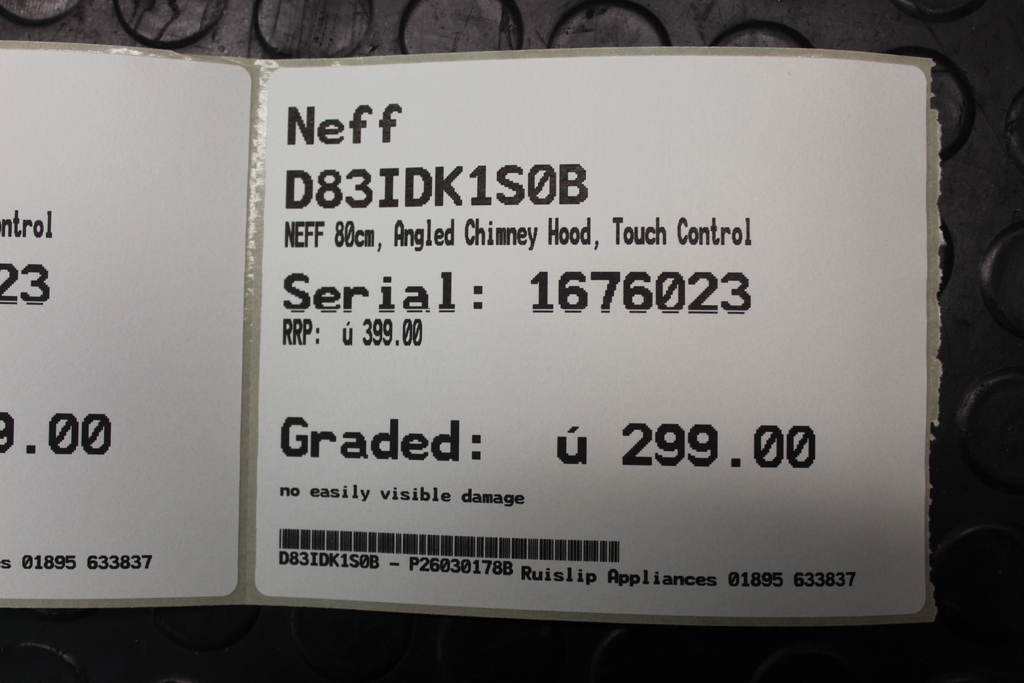 ntrol
23
9.00
s 01895 633837
Neff
D83IDK1S0B
NEFF 80cm, Angled Chimney Hood, Touch Control
Serial: 1676023
RRP: ú 399.00
Graded: ú 299.00
no easily visible damage
D83IDK1S0B - P26030178B Ruislip Appliances 01895 633837